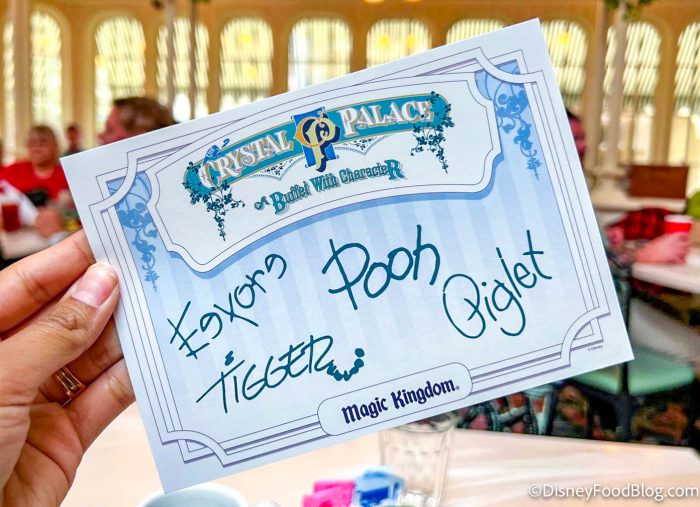 CRYSTAL PALACE
A Buffet With Character
Eeyore
Pooh
Piglet
TIGGER
Magic Kingdom®
©DisneyFoodBlog.com